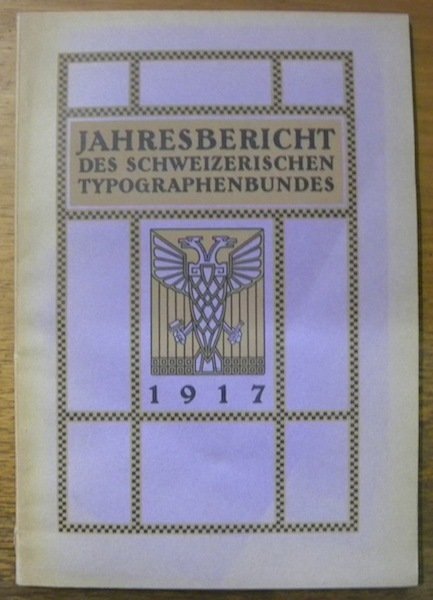 JAHRESBERICHT
DES SCHWEIZERISCHEN
TYPOGRAPHENBUNDES
1917